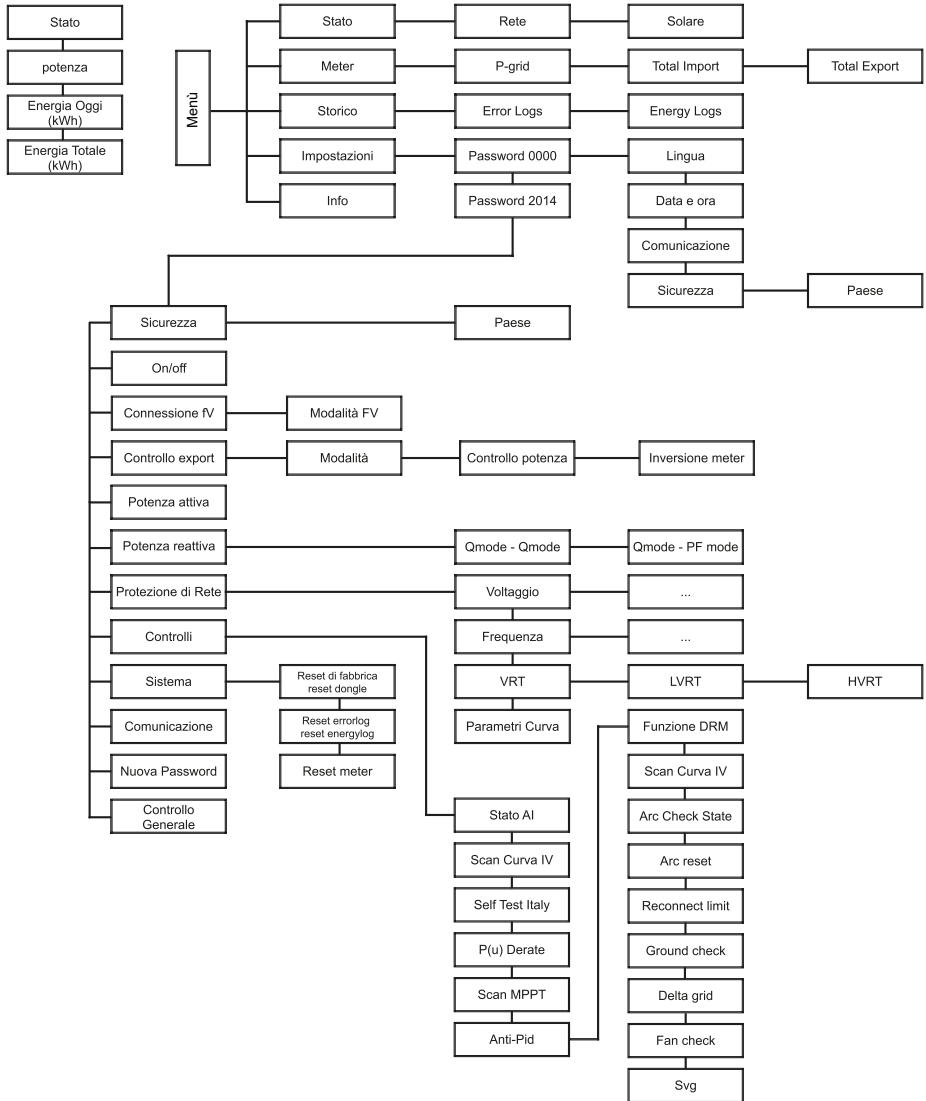 Stato
potenza
Energia Oggi
(kWh)
Energia Totale
(kWh)
Menù
Stato
Rete
Solare
Meter
P-grid
Total Import
Total Export
Storico
Error Logs
Energy Logs
Impostazioni
Password 0000
Lingua
Info
Password 2014
Data e ora
Comunicazione
Sicurezza
Paese
Sicurezza
Paese
On/off
Connessione fV
Modalità FV
Controllo export
Modalità
Controllo potenza
Inversione meter
Potenza attiva
Potenza reattiva
Qmode - Qmode
Qmode - PF mode
Protezione di Rete
Voltaggio
...
Controlli
Frequenza
...
Sistema
Reset di fabbrica
reset dongle
VRT
LVRT
HVRT
Comunicazione
Reset errorlog
reset energylog
Parametri Curva
Funzione DRM
Nuova Password
Reset meter
Scan Curva IV
Controllo
Generale
Stato AI
Arc Check State
Scan Curva IV
Arc reset
Self Test Italy
Reconnect limit
P(u) Derate
Ground check
Scan MPPT
Delta grid
Anti-Pid
Fan check
Svg